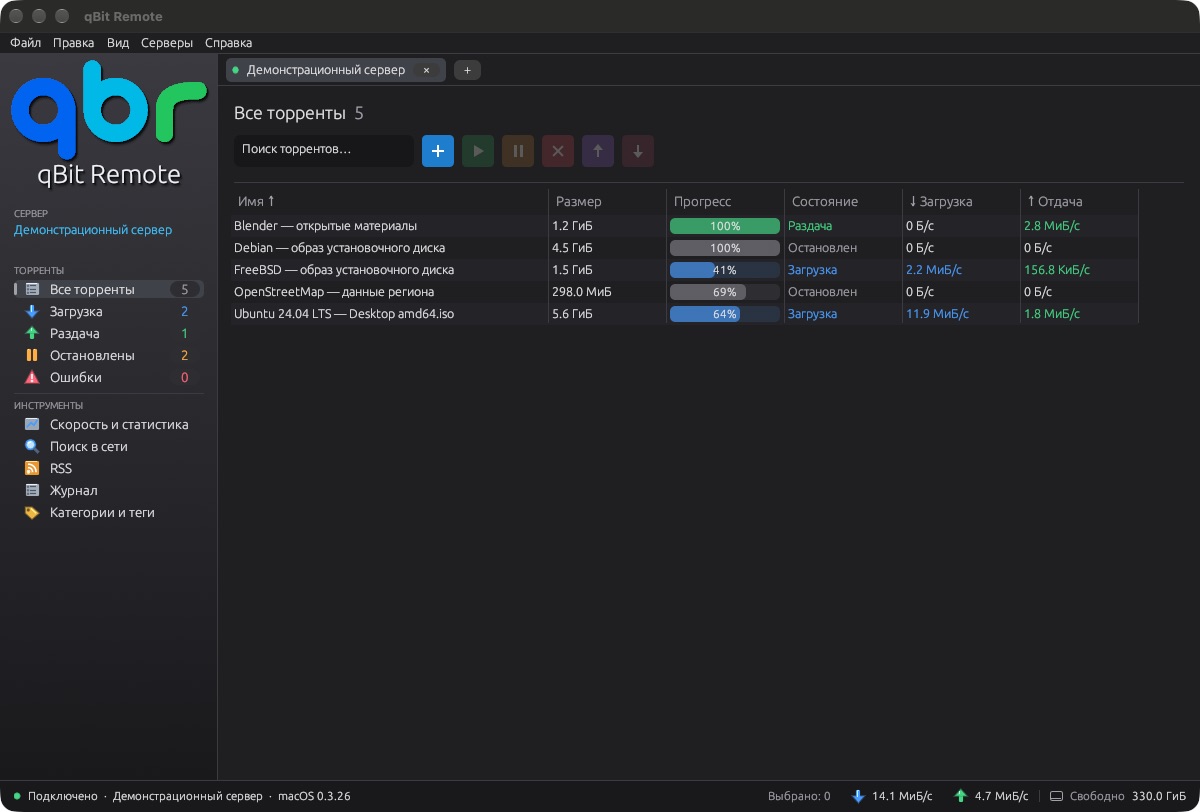 qBit Remote
Файл Правка Вид Серверы Справка
qbr
qBit Remote
СЕРВЕР
Демонстрационный сервер
ТОРРЕНТЫ
Все торренты 5
Загрузка 2
Раздача 1
Остановлены 2
Ошибки 0
ИНСТРУМЕНТЫ
Скорость и статистика
Поиск в сети
RSS
Журнал
Категории и теги
Демонстрационный сервер × +
Все торренты 5
Поиск торрентов...
Имя ↑ Размер Прогресс Состояние ↓ Загрузка ↑ Отдача
Blender — открытые материалы 1.2 ГиБ 100% Раздача 0 Б/с 2.8 МиБ/с
Debian — образ установочного диска 4.5 ГиБ 100% Остановлен 0 Б/с 0 Б/с
FreeBSD — образ установочного диска 1.5 ГиБ 41% Загрузка 2.2 МиБ/с 156.8 КиБ/с
OpenStreetMap — данные региона 298.0 МиБ 69% Остановлен 0 Б/с 0 Б/с
Ubuntu 24.04 LTS — Desktop amd64.iso 5.6 ГиБ 64% Загрузка 11.9 МиБ/с 1.8 МиБ/с
Подключено · Демонстрационный сервер · macOS 0.3.26
Выбрано: 0 14.1 МиБ/с 4.7 МиБ/с Свободно 330.0 ГиБ